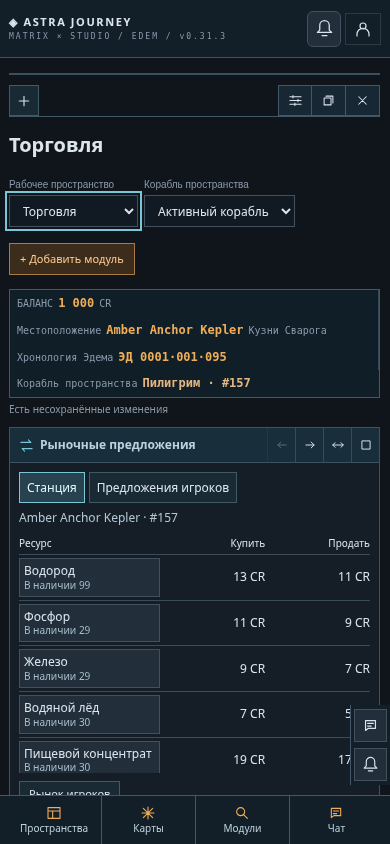 ◈ ASTRA JOURNEY
MATRIX × STUDIO / EDEM / v0.31.3
Торговля
Рабочее пространство Корабль пространства
Торговля Активный корабль
+ Добавить модуль
БАЛАНС 1 000 CR
Местоположение Amber Anchor Kepler Кузни Сварога
Хронология Эдема ЭД 0001·001·095
Корабль пространства Пилигрим · #157
Есть несохранённые изменения
Рыночные предложения
Станция Предложения игроков
Amber Anchor Kepler · #157
Ресурс Купить Продать
Водород
В наличии 99
13 CR 11 CR
Фосфор
В наличии 29
11 CR 9 CR
Железо
В наличии 29
9 CR 7 CR
Водяной лёд
В наличии 30
7 CR 5
Пищевой концентрат
В наличии 30
19 CR 17
Рынок игроков
Пространства Карты Модули Чат